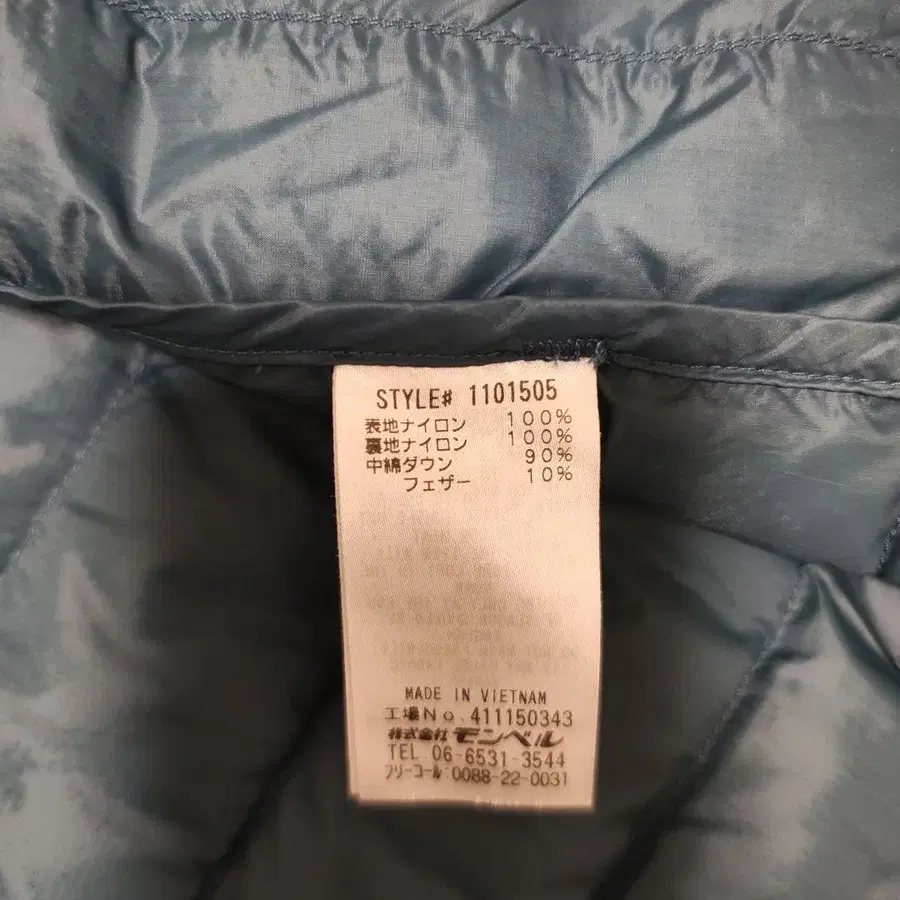 STYLE# 1101505
表地ナイロン 100%
裏地ナイロン 100%
中綿ダウン 90%
フェザー 10%
MADE IN VIETNAM
工場No. 411150343
株式会社 モンベル
TEL 06-6531-3544
フリーコール 0088-22-0031